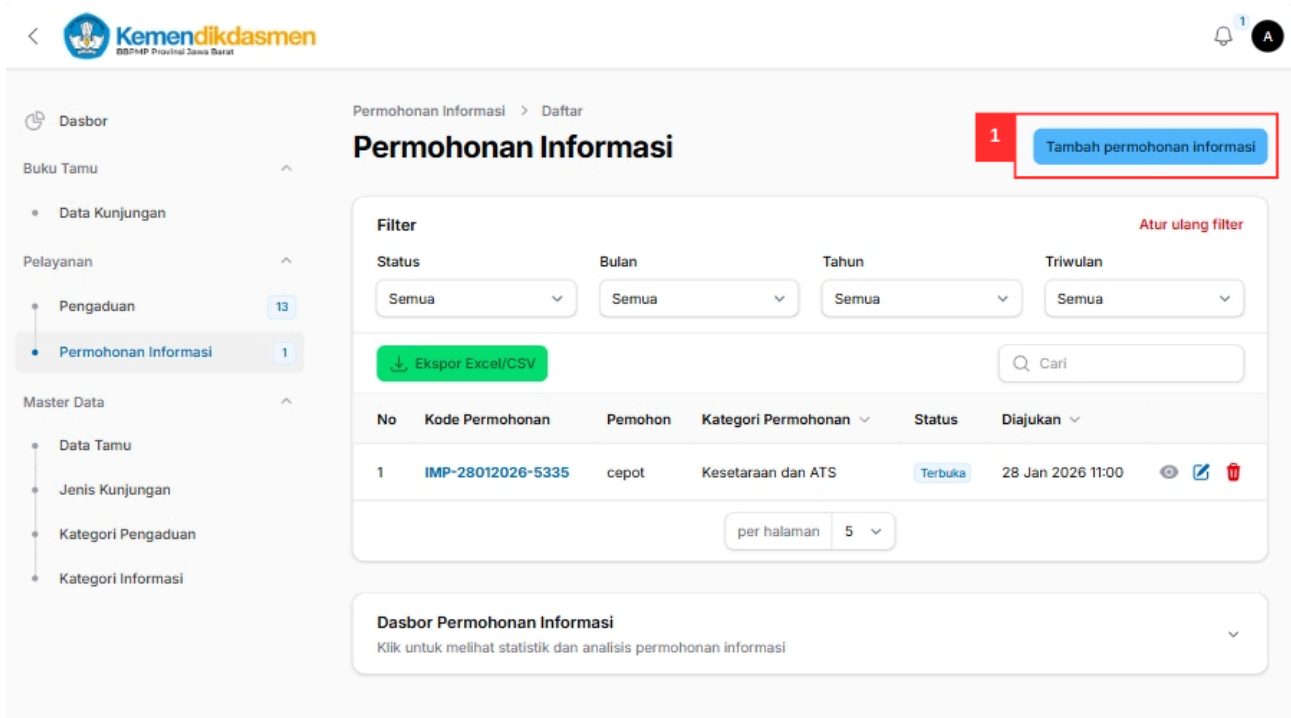 Kemendikdasmen
BBPMP Provinsi Jawa Barat
1
A
Dasbor
Buku Tamu
Data Kunjungan
Pelayanan
Pengaduan 13
Permohonan Informasi 1
Master Data
Data Tamu
Jenis Kunjungan
Kategori Pengaduan
Kategori Informasi
Permohonan Informasi > Daftar
Permohonan Informasi
1
Tambah permohonan informasi
Filter Atur ulang filter
Status Bulan Tahun Triwulan
Semua Semua Semua Semua
Ekspor Excel/CSV Cari
No Kode Permohonan Pemohon Kategori Permohonan Status Diajukan
1 IMP-28012026-5335 cepot Kesetaraan dan ATS Terbuka 28 Jan 2026 11:00
per halaman 5
Dasbor Permohonan Informasi
Klik untuk melihat statistik dan analisis permohonan informasi